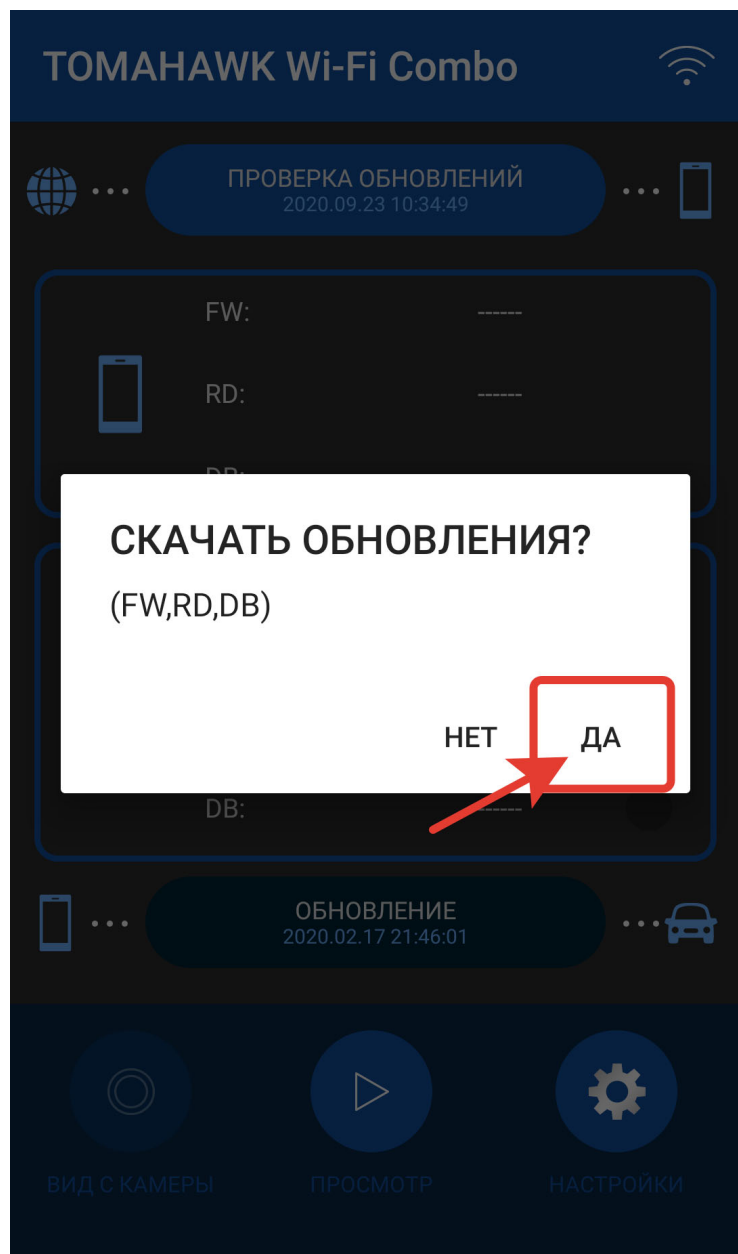 TOMAHAWK Wi-Fi Combo
ПРОВЕРКА ОБНОВЛЕНИЙ
2020.09.23 10:34:49
FW: ------
RD: ------
DB:
СКАЧАТЬ ОБНОВЛЕНИЯ?
(FW,RD,DB)
НЕТ ДА
DB: ------
ОБНОВЛЕНИЕ
2020.02.17 21:46:01
ВИД С КАМЕРЫ ПРОСМОТР НАСТРОЙКИ